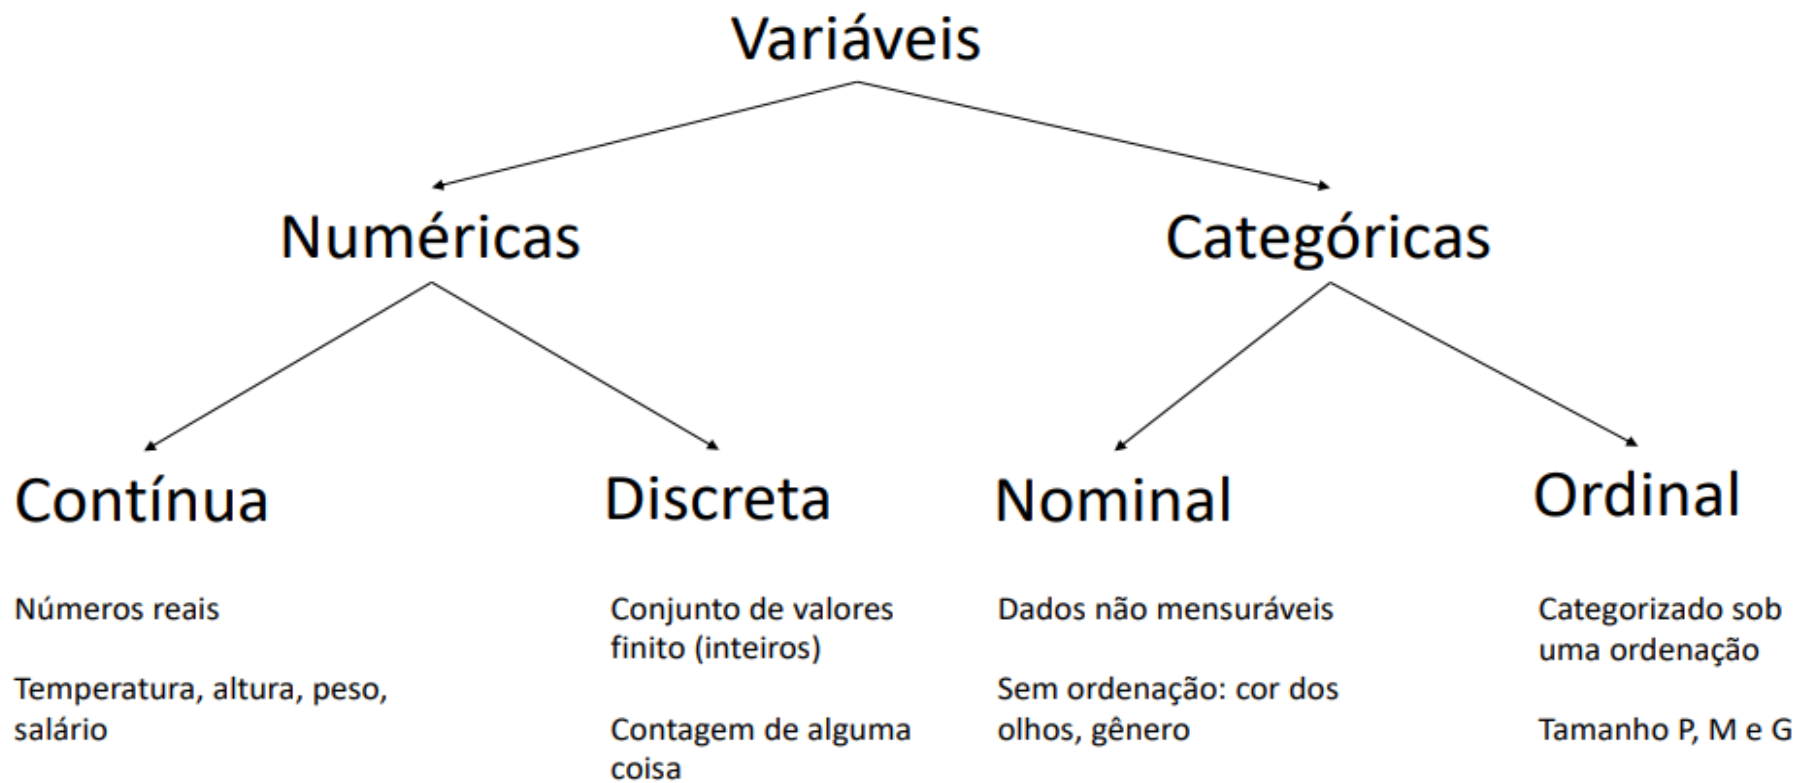 Variáveis
Numéricas
Categóricas
Contínua
Números reais
Temperatura, altura, peso,
salário
Discreta
Conjunto de valores
finito (inteiros)
Contagem de alguma
coisa
Nominal
Dados não mensuráveis
Sem ordenação: cor dos
olhos, gênero
Ordinal
Categorizado sob
uma ordenação
Tamanho P, M e G